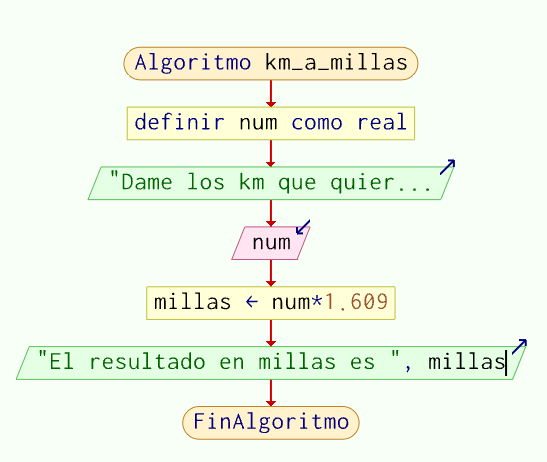 Algoritmo km_a_millas
definir num como real
"Dame los km que quier...
num
millas ← num*1.609
"El resultado en millas es ", millas
FinAlgoritmo